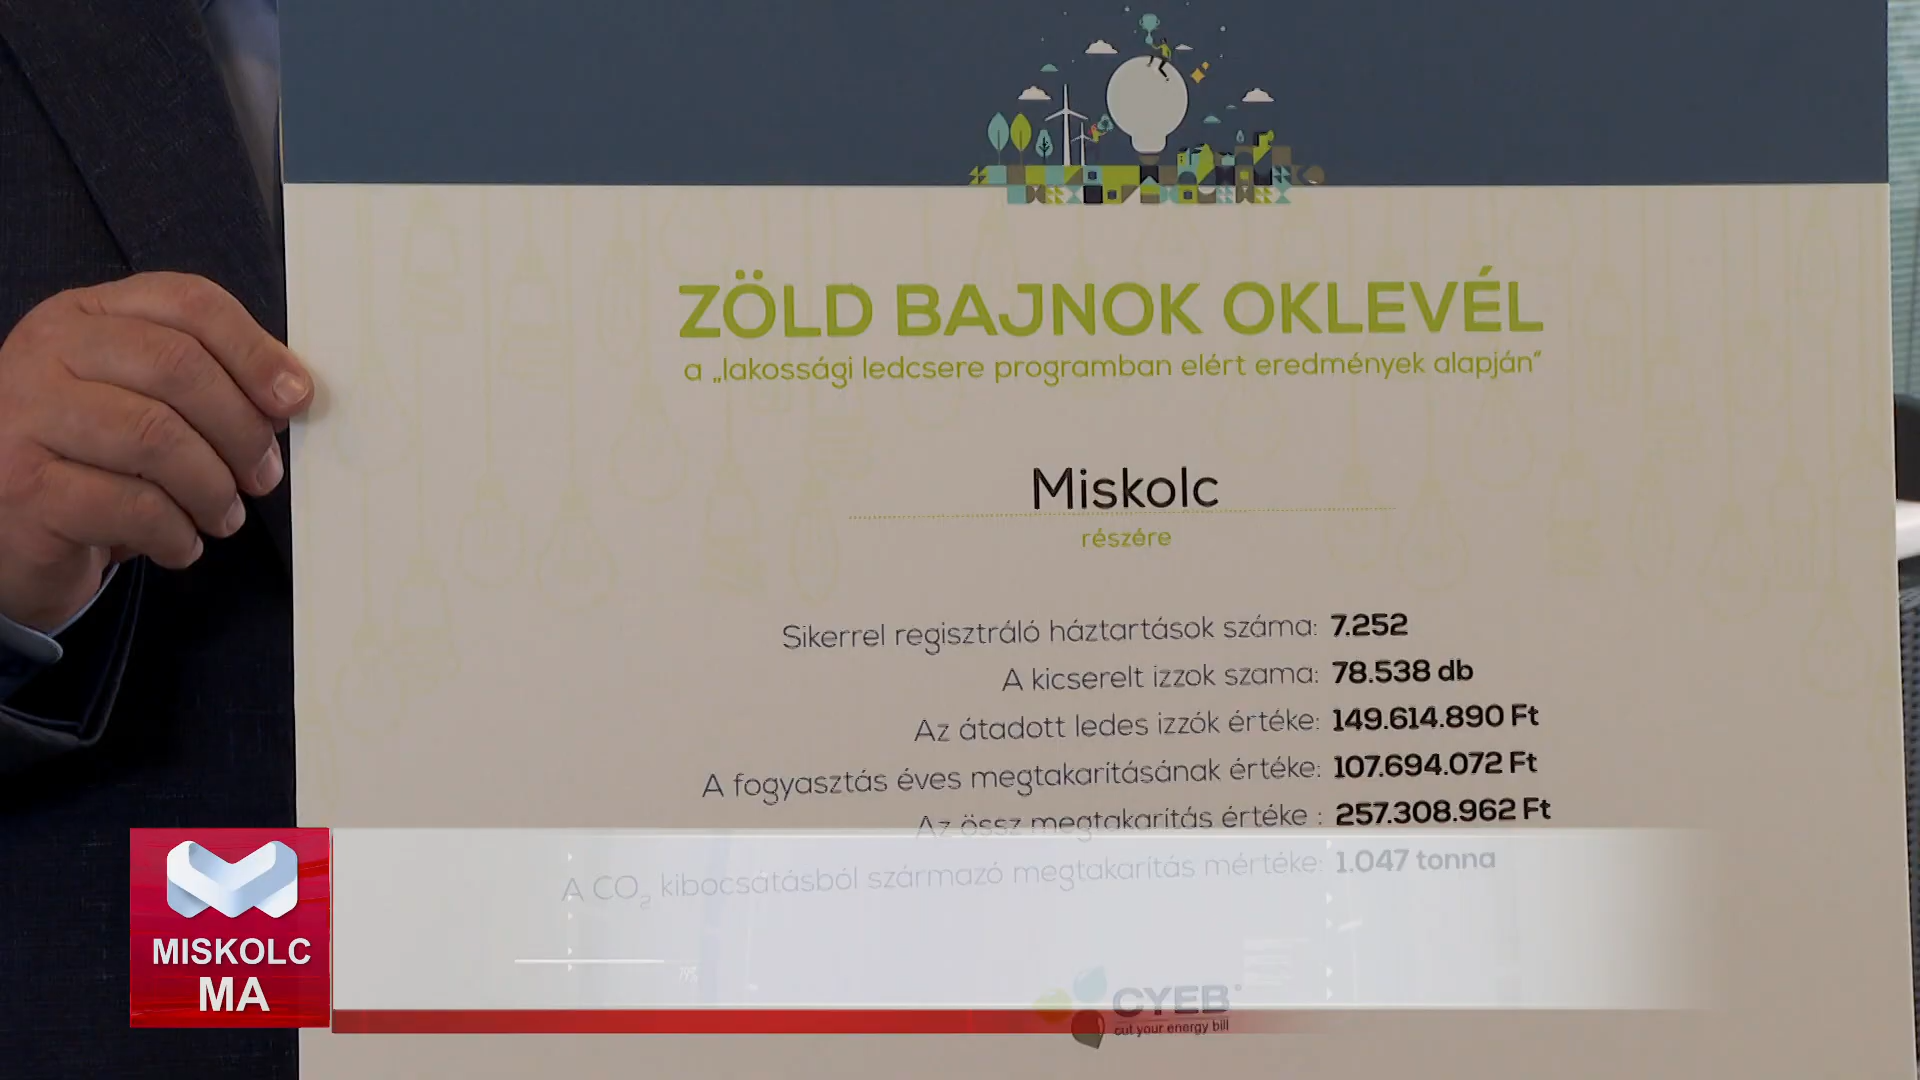 ZÖLD BAJNOK OKLEVÉL
a „lakossági ledcsere programban elért eredmények alapján”
Miskolc
részére
Sikerrel regisztráló háztartások száma: 7.252
A kicserelt izzok szama: 78.538 db
Az átadott ledes izzók értéke: 149.614.890 Ft
A fogyasztás éves megtakarításának értéke: 107.694.072 Ft
Az össz megtakarítás értéke : 257.308.962 Ft
A CO₂ kibocsátásból származó megtakarítás mértéke: 1.047 tonna
MISKOLC
MA
CYEB
cut your energy bill